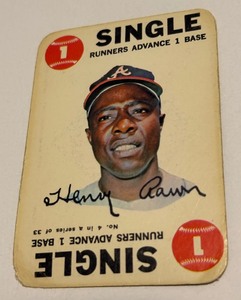 1
SINGLE
RUNNERS ADVANCE 1 BASE
A
Henry Aaron
No. 4 in a series of 33
RUNNERS ADVANCE 1 BASE
SINGLE
1